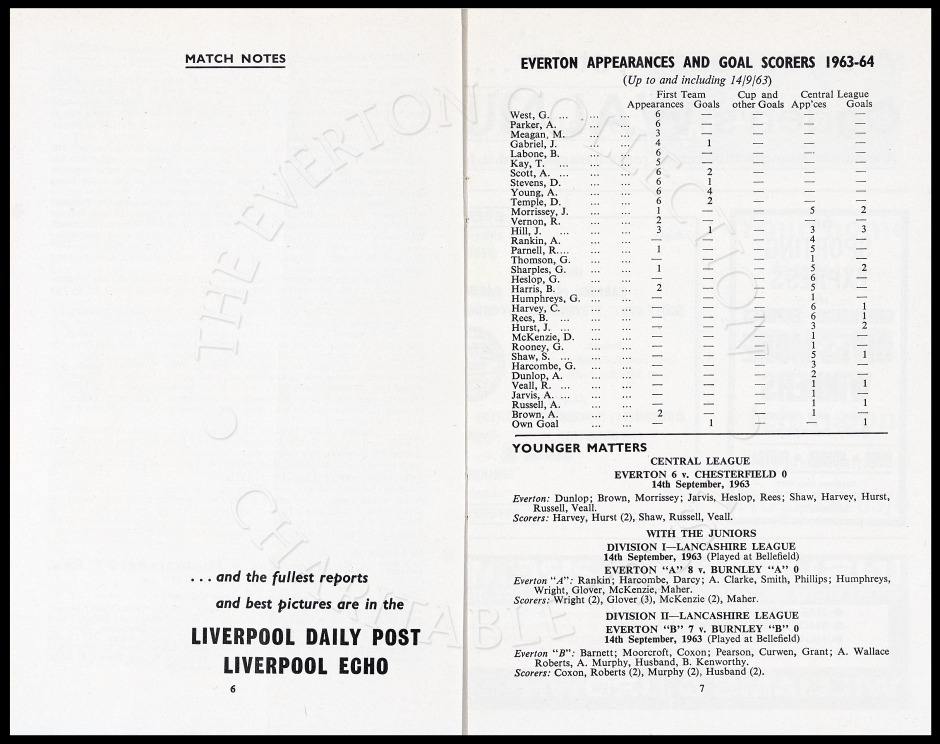 MATCH NOTES
. . . and the fullest reports
and best pictures are in the
LIVERPOOL DAILY POST
LIVERPOOL ECHO
6
EVERTON APPEARANCES AND GOAL SCORERS 1963-64
(Up to and including 14/9/63)
First Team Cup and Central League
Appearances Goals other Goals App'ces Goals
West, G. ... ... ... 6 — — — —
Parker, A. ... ... 6 — — — —
Meagan, M. ... ... 3 — — — —
Gabriel, J. ... ... 4 1 — — —
Labone, B. ... ... 6 — — — —
Kay, T. ... ... ... 5 — — — —
Scott, A. ... ... ... 6 2 — — —
Stevens, D. ... ... 6 1 — — —
Young, A. ... ... 6 4 — — —
Temple, D. ... ... 6 2 — — —
Morrissey, J. ... ... 1 — — 5 2
Vernon, R. ... ... 2 — — — —
Hill, J. ... ... ... 3 1 — 3 3
Rankin, A. ... ... — — — 4 —
Parnell, R.... ... ... 1 — — 5 —
Thomson, G. ... ... — — — 1 —
Sharples, G. ... ... 1 — — 5 2
Heslop, G. ... ... — — — 6 —
Harris, B. ... ... 2 — — 5 —
Humphreys, G. ... ... — — — 1 —
Harvey, C. ... ... — — — 6 1
Rees, B. ... ... ... — — — 6 1
Hurst, J. ... ... ... — — — 3 2
McKenzie, D. ... ... — — — 1 —
Rooney, G. ... ... — — — 1 —
Shaw, S. ... ... ... — — — 5 1
Harcombe, G. ... ... — — — 3 —
Dunlop, A. ... ... — — — 2 —
Veall, R. ... ... ... — — — 1 1
Jarvis, A. ... ... ... — — — 1 —
Russell, A. ... ... — — — 1 1
Brown, A. ... ... 2 — — 1 —
Own Goal ... ... 1 — — 1
YOUNGER MATTERS
CENTRAL LEAGUE
EVERTON 6 v. CHESTERFIELD 0
14th September, 1963
Everton: Dunlop; Brown, Morrissey; Jarvis, Heslop, Rees; Shaw, Harvey, Hurst,
Russell, Veall.
Scorers: Harvey, Hurst (2), Shaw, Russell, Veall.
WITH THE JUNIORS
DIVISION I—LANCASHIRE LEAGUE
14th September, 1963 (Played at Bellefield)
EVERTON "A" 8 v. BURNLEY "A" 0
Everton "A": Rankin; Harcombe, Darcy; A. Clarke, Smith, Phillips; Humphreys,
Wright, Glover, McKenzie, Maher.
Scorers: Wright (2), Glover (3), McKenzie (2), Maher.
DIVISION II—LANCASHIRE LEAGUE
EVERTON "B" 7 v. BURNLEY "B" 0
14th September, 1963 (Played at Bellefield)
Everton "B": Barnett; Moorcroft, Coxon; Pearson, Curwen, Grant; A. Wallace
Roberts, A. Murphy, Husband, B. Kenworthy.
Scorers: Coxon, Roberts (2), Murphy (2), Husband (2).
7
THE EVERTON COLLECTION
CHARITABLE